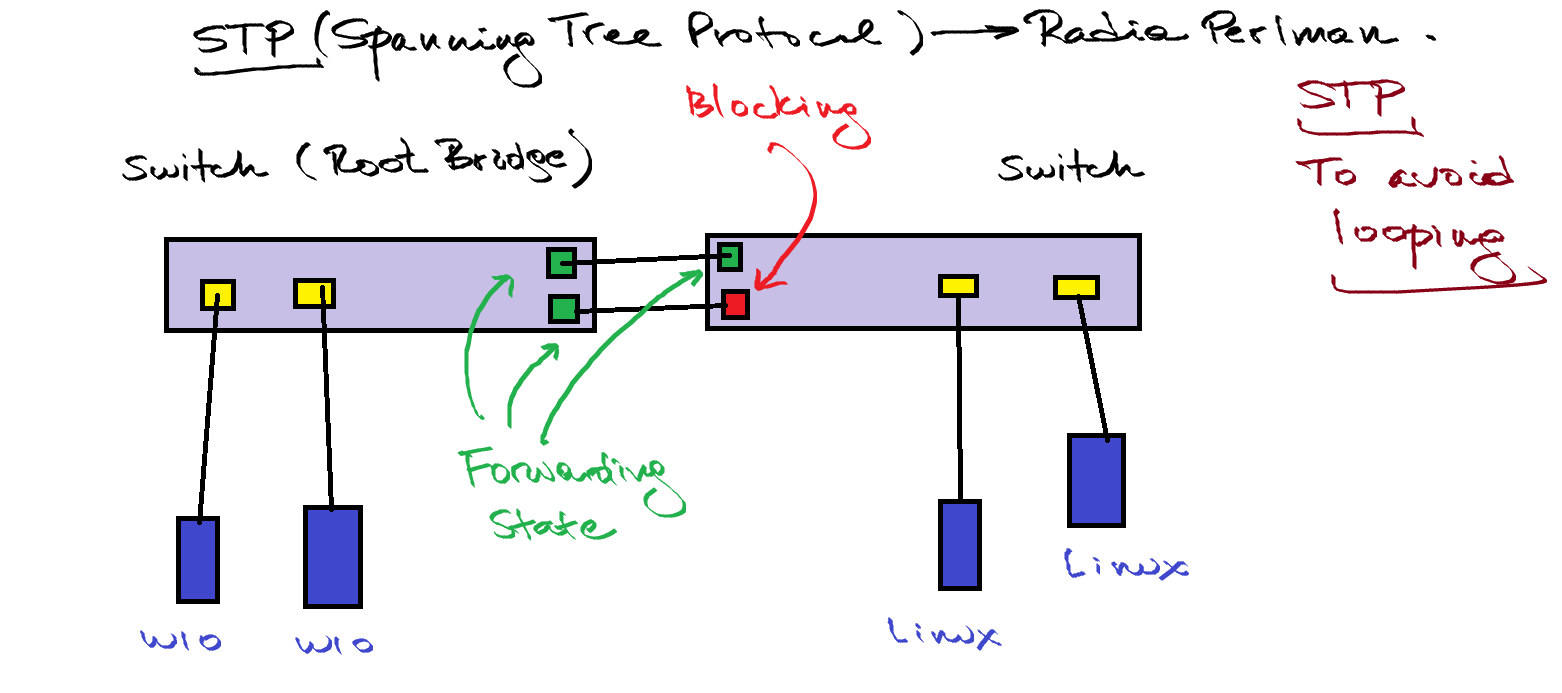 STP (Spanning Tree Protocol) → Radia Perlman.
Blocking
STP
To avoid
looping
Switch (Root Bridge)
Switch
Forwarding
State
W10
W10
Linux
Linux